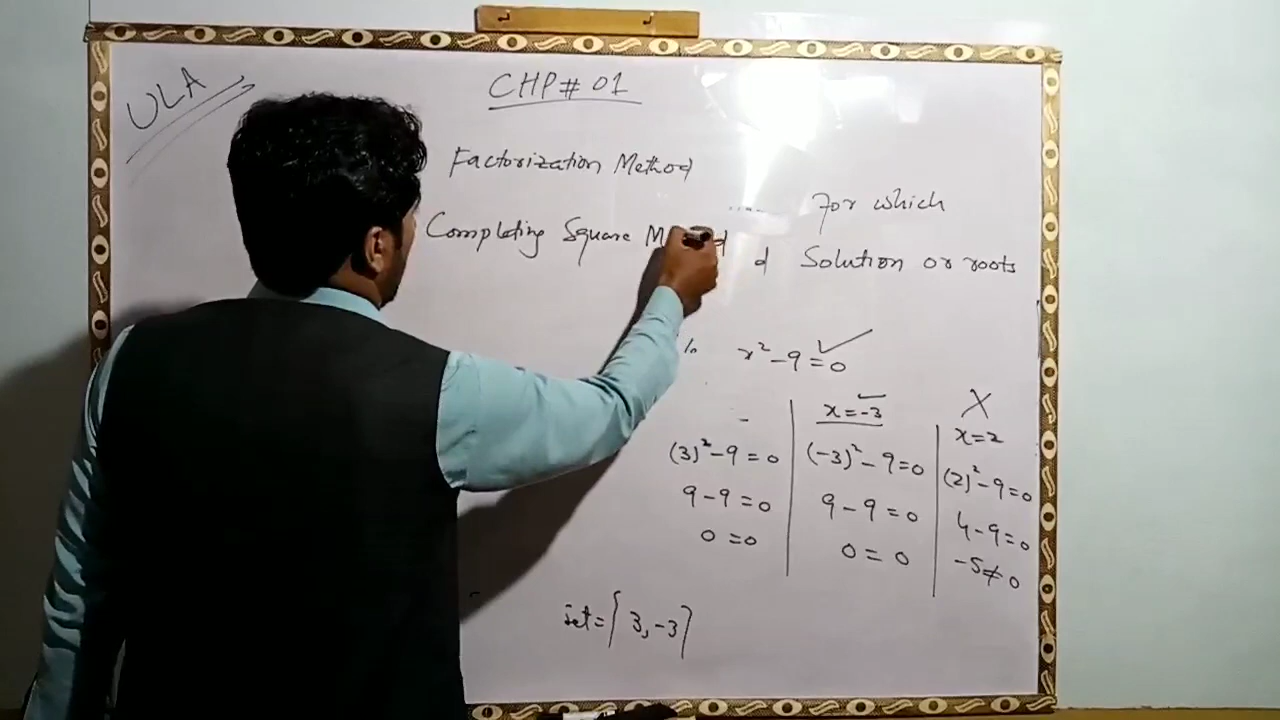 ULA
CHP# 01
Factorization Method
For which
Completing Square
d Solution or roots
x² - 9 = 0
x = -3
x = 2
(3)² - 9 = 0
(-3)² - 9 = 0
(2)² - 9 = 0
9 - 9 = 0
9 - 9 = 0
4 - 9 = 0
0 = 0
0 = 0
-5 ≠ 0
set = { 3, -3 }